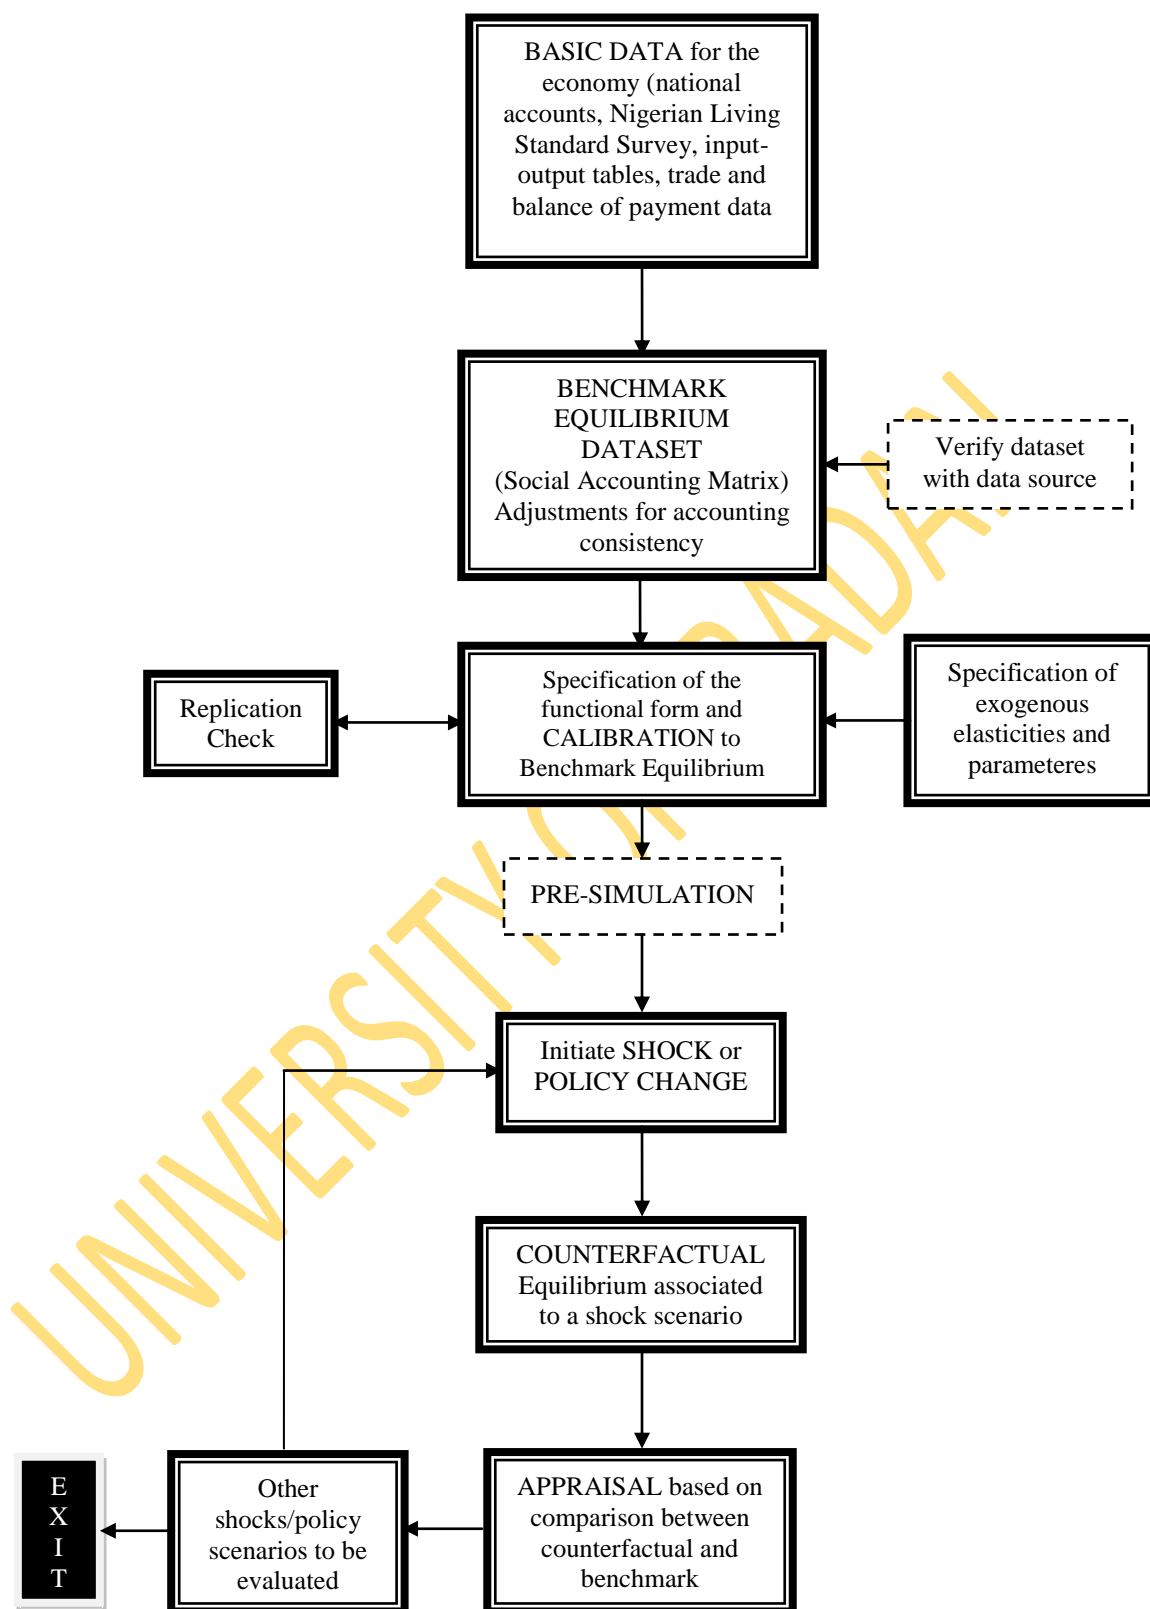 BASIC DATA for the
economy (national
accounts, Nigerian Living
Standard Survey, input-
output tables, trade and
balance of payment data
BENCHMARK
EQUILIBRIUM
DATASET
(Social Accounting Matrix)
Adjustments for accounting
consistency
Verify dataset
with data source
Replication
Check
Specification of the
functional form and
CALIBRATION to
Benchmark Equilibrium
Specification of
exogenous
elasticities and
parameteres
PRE-SIMULATION
Initiate SHOCK or
POLICY CHANGE
COUNTERFACTUAL
Equilibrium associated
to a shock scenario
E
X
I
T
Other
shocks/policy
scenarios to be
evaluated
APPRAISAL based on
comparison between
counterfactual and
benchmark
UNIVERSITY O ADAN